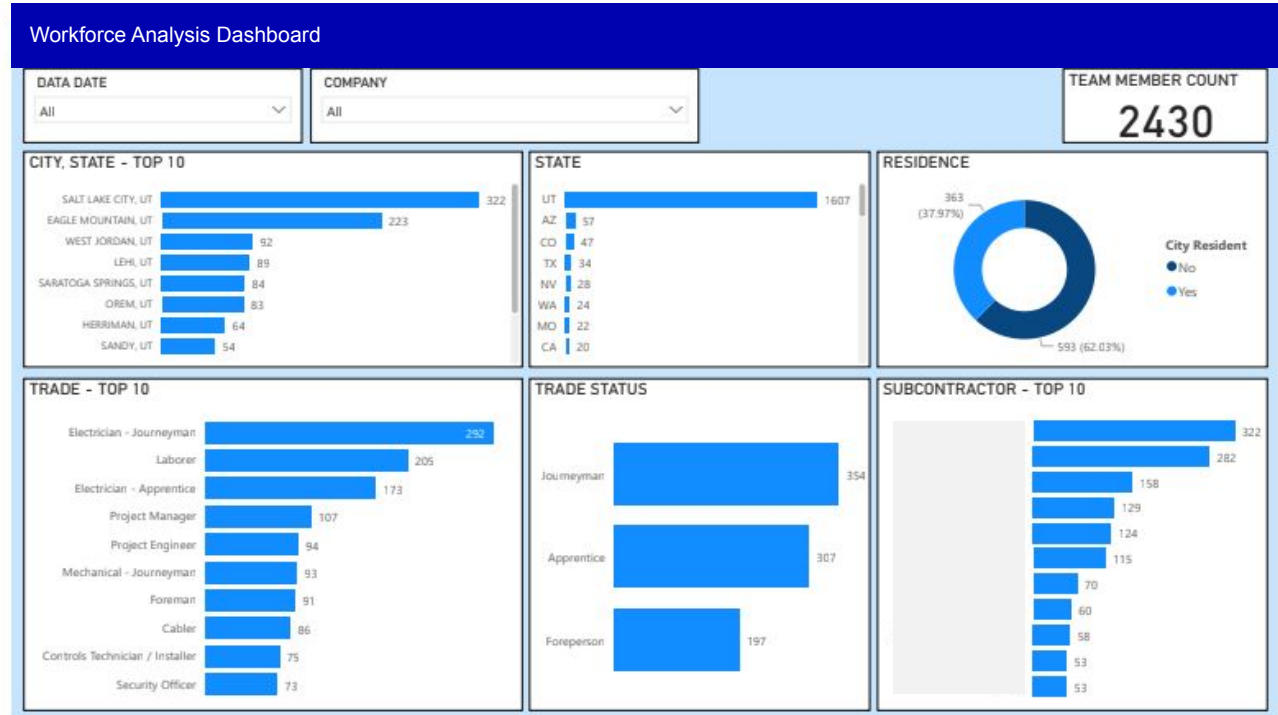 Workforce Analysis Dashboard
DATA DATE
All
COMPANY
All
TEAM MEMBER COUNT
2430
CITY, STATE - TOP 10
SALT LAKE CITY, UT 322
EAGLE MOUNTAIN, UT 223
WEST JORDAN, UT 92
LEHI, UT 89
SARATOGA SPRINGS, UT 84
OREM, UT 83
HERRIMAN, UT 64
SANDY, UT 54
STATE
UT 1607
AZ 57
CO 47
TX 34
NV 28
WA 24
MO 22
CA 20
RESIDENCE
363
(37.97%)
593 (62.03%)
City Resident
No
Yes
TRADE - TOP 10
Electrician - Journeyman 292
Laborer 205
Electrician - Apprentice 173
Project Manager 107
Project Engineer 94
Mechanical - Journeyman 93
Foreman 91
Cabler 86
Controls Technician / Installer 75
Security Officer 73
TRADE STATUS
Journeyman 354
Apprentice 307
Foreperson 197
SUBCONTRACTOR - TOP 10
322
282
158
129
124
115
70
60
58
53
53